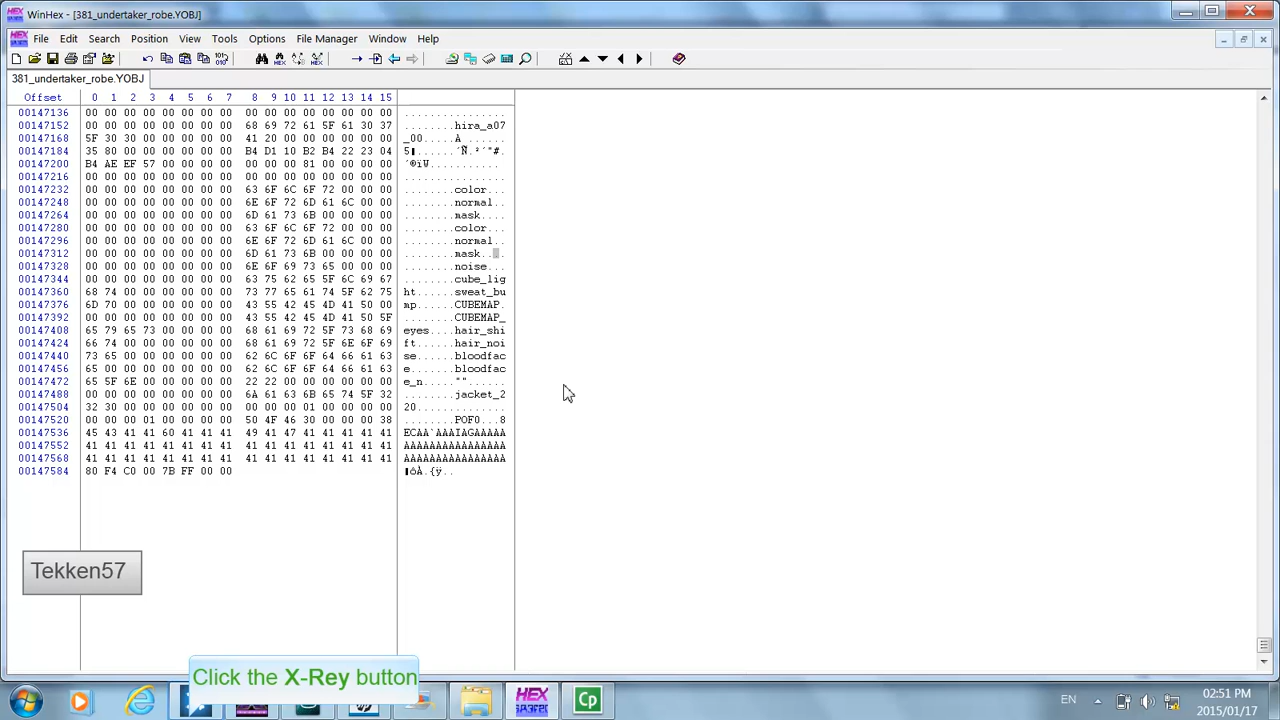 WinHex - [381_undertaker_robe.YOBJ]
File Edit Search Position View Tools Options File Manager Window Help
381_undertaker_robe.YOBJ
Offset 0 1 2 3 4 5 6 7 8 9 10 11 12 13 14 15
00147136 00 00 00 00 00 00 00 00 00 00 00 00 00 00 00 00 ................
00147152 00 00 00 00 00 00 00 00 68 69 72 61 5F 61 30 37 ........hira_a07
00147168 5F 30 30 00 00 00 00 00 41 20 00 00 00 00 00 00 _00.....A ......
00147184 35 80 00 00 00 00 00 00 B4 D1 10 B2 B4 22 23 04
00147200 B4 AE EF 57 00 00 00 00 00 00 00 81 00 00 00 00
00147216 00 00 00 00 00 00 00 00 00 00 00 00 00 00 00 00 ................
00147232 00 00 00 00 00 00 00 00 63 6F 6C 6F 72 00 00 00 ........color...
00147248 00 00 00 00 00 00 00 00 6E 6F 72 6D 61 6C 00 00 ........normal..
00147264 00 00 00 00 00 00 00 00 6D 61 73 6B 00 00 00 00 ........mask....
00147280 00 00 00 00 00 00 00 00 63 6F 6C 6F 72 00 00 00 ........color...
00147296 00 00 00 00 00 00 00 00 6E 6F 72 6D 61 6C 00 00 ........normal..
00147312 00 00 00 00 00 00 00 00 6D 61 73 6B 00 00 00 00 ........mask....
00147328 00 00 00 00 00 00 00 00 6E 6F 69 73 65 00 00 00 ........noise...
00147344 00 00 00 00 00 00 00 00 63 75 62 65 5F 6C 69 67 ........cube_lig
00147360 68 74 00 00 00 00 00 00 73 77 65 61 74 5F 62 75 ht......sweat_bu
00147376 6D 70 00 00 00 00 00 00 43 55 42 45 4D 41 50 00 mp......CUBEMAP.
00147392 00 00 00 00 00 00 00 00 43 55 42 45 4D 41 50 5F ........CUBEMAP_
00147408 65 79 65 73 00 00 00 00 68 61 69 72 5F 73 68 69 eyes....hair_shi
00147424 66 74 00 00 00 00 00 00 68 61 69 72 5F 6E 6F 69 ft......hair_noi
00147440 73 65 00 00 00 00 00 00 62 6C 6F 6F 64 66 61 63 se......bloodfac
00147456 65 00 00 00 00 00 00 00 62 6C 6F 6F 64 66 61 63 e.......bloodfac
00147472 65 5F 6E 00 00 00 00 00 22 22 00 00 00 00 00 00 e_n.....""......
00147488 00 00 00 00 00 00 00 00 6A 61 63 6B 65 74 5F 32 ........jacket_2
00147504 32 30 00 00 00 00 00 00 00 00 00 01 00 00 00 00 20..............
00147520 00 00 00 01 00 00 00 00 50 4F 46 30 00 00 00 38 ........POF0...8
00147536 45 43 41 41 60 41 41 41 49 41 47 41 41 41 41 41 ECAA`AAAIAGAAAAA
00147552 41 41 41 41 41 41 41 41 41 41 41 41 41 41 41 41 AAAAAAAAAAAAAAAA
00147568 41 41 41 41 41 41 41 41 41 41 41 41 41 41 41 41 AAAAAAAAAAAAAAAA
00147584 80 F4 C0 00 7B FF 00 00
Tekken57
Click the X-Rey button
HEX
Cp
EN
02:51 PM
2015/01/17